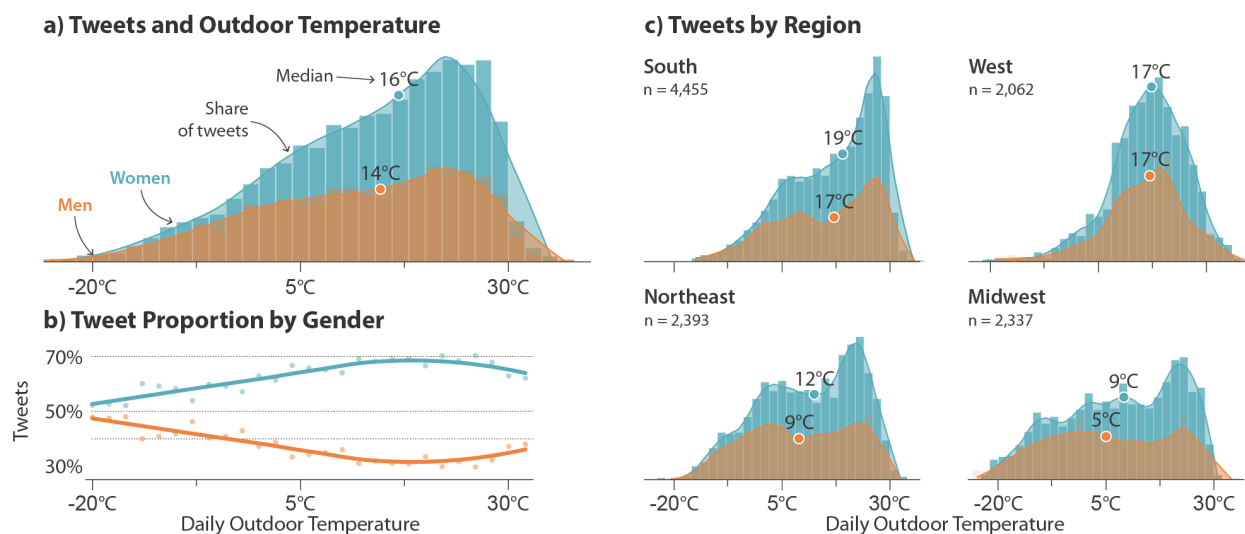 a) Tweets and Outdoor Temperature
Median
16°C
Share
of tweets
14°C
Women
Men
-20°C
5°C
30°C
b) Tweet Proportion by Gender
70%
50%
30%
Tweets
-20°C
5°C
30°C
Daily Outdoor Temperature
c) Tweets by Region
South
n = 4,455
19°C
17°C
West
n = 2,062
17°C
17°C
Northeast
n = 2,393
12°C
9°C
-20°C
5°C
30°C
Midwest
n = 2,337
9°C
5°C
-20°C
5°C
30°C
Daily Outdoor Temperature